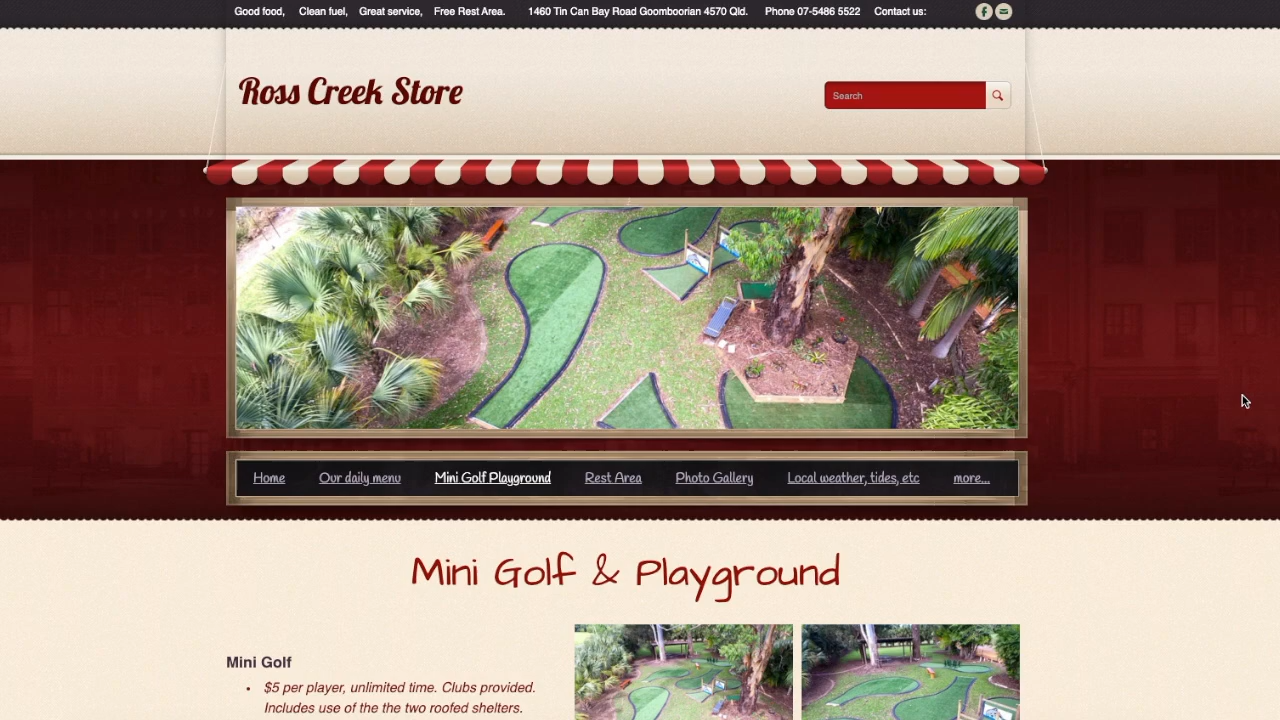 Good food, Clean fuel, Great service, Free Rest Area. 1460 Tin Can Bay Road Goomboorian 4570 Qld. Phone 07-5486 5522 Contact us:
Ross Creek Store
Search
Home Our daily menu Mini Golf Playground Rest Area Photo Gallery Local weather, tides, etc more...
Mini Golf & Playground
Mini Golf
• $5 per player, unlimited time. Clubs provided.
Includes use of the the two roofed shelters.